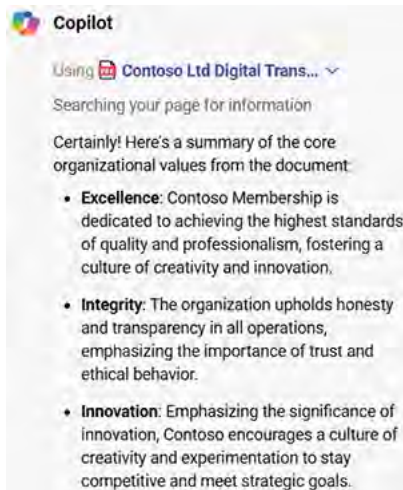 Copilot
Using Contoso Ltd Digital Trans...
Searching your page for information
Certainly! Here's a summary of the core
organizational values from the document:
• Excellence: Contoso Membership is
dedicated to achieving the highest standards
of quality and professionalism, fostering a
culture of creativity and innovation.
• Integrity: The organization upholds honesty
and transparency in all operations,
emphasizing the importance of trust and
ethical behavior.
• Innovation: Emphasizing the significance of
innovation, Contoso encourages a culture of
creativity and experimentation to stay
competitive and meet strategic goals.